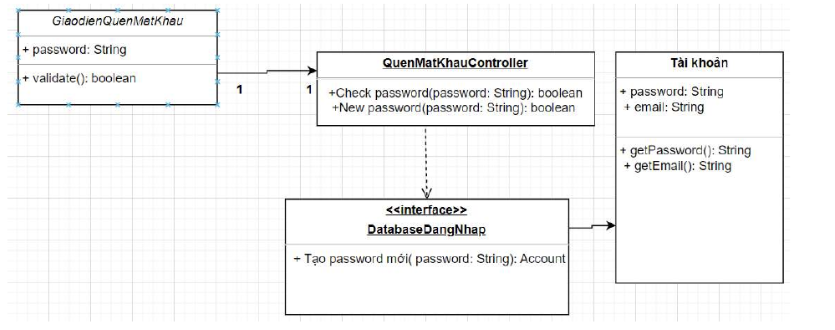 GiaodienQuenMatKhau
+ password: String
+ validate(): boolean
1
1
QuenMatKhauController
+Check password(password: String): boolean
+New password(password: String): boolean
Tài khoản
+ password: String
+ email: String
+ getPassword(): String
+ getEmail(): String
<<interface>>
DatabaseDangNhap
+ Tạo password mới( password: String): Account